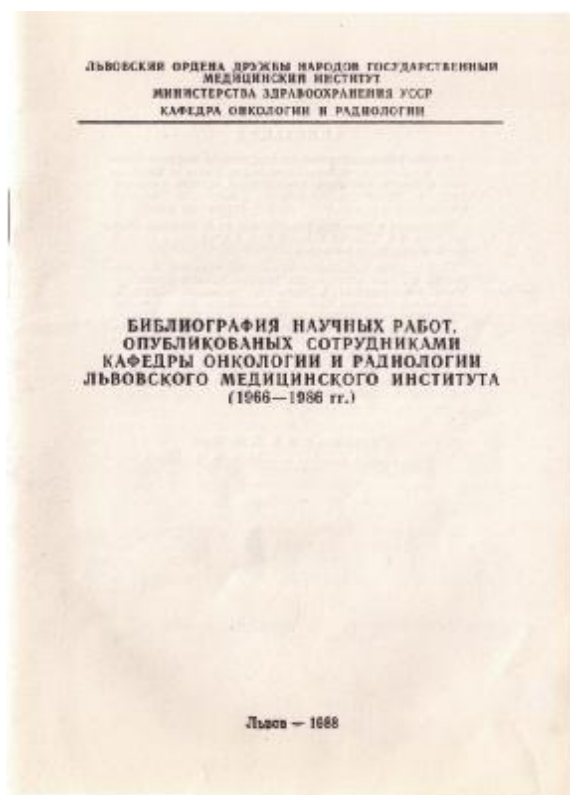 ЛЬВОВСКИЙ ОРДЕНА ДРУЖБЫ НАРОДОВ ГОСУДАРСТВЕННЫЙ
МЕДИЦИНСКИЙ ИНСТИТУТ
МИНИСТЕРСТВА ЗДРАВООХРАНЕНИЯ УССР
КАФЕДРА ОНКОЛОГИИ И РАДИОЛОГИИ
БИБЛИОГРАФИЯ НАУЧНЫХ РАБОТ,
ОПУБЛИКОВАНЫХ СОТРУДНИКАМИ
КАФЕДРЫ ОНКОЛОГИИ И РАДИОЛОГИИ
ЛЬВОВСКОГО МЕДИЦИНСКОГО ИНСТИТУТА
(1966—1986 гг.)
Львов — 1988